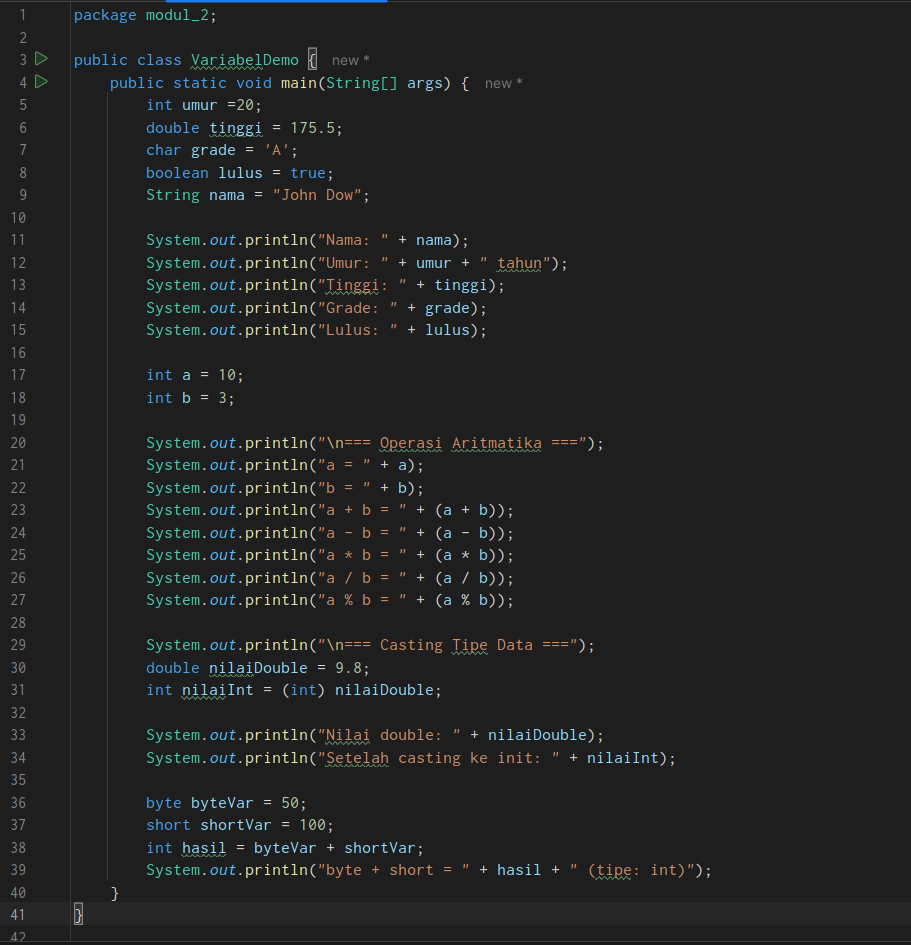 1 package modul_2;
2
3 public class VariabelDemo { new *
4 public static void main(String[] args) { new *
5 int umur =20;
6 double tinggi = 175.5;
7 char grade = 'A';
8 boolean lulus = true;
9 String nama = "John Dow";
10
11 System.out.println("Nama: " + nama);
12 System.out.println("Umur: " + umur + " tahun");
13 System.out.println("Tinggi: " + tinggi);
14 System.out.println("Grade: " + grade);
15 System.out.println("Lulus: " + lulus);
16
17 int a = 10;
18 int b = 3;
19
20 System.out.println("\n=== Operasi Aritmatika ===");
21 System.out.println("a = " + a);
22 System.out.println("b = " + b);
23 System.out.println("a + b = " + (a + b));
24 System.out.println("a - b = " + (a - b));
25 System.out.println("a * b = " + (a * b));
26 System.out.println("a / b = " + (a / b));
27 System.out.println("a % b = " + (a % b));
28
29 System.out.println("\n=== Casting Tipe Data ===");
30 double nilaiDouble = 9.8;
31 int nilaiInt = (int) nilaiDouble;
32
33 System.out.println("Nilai double: " + nilaiDouble);
34 System.out.println("Setelah casting ke init: " + nilaiInt);
35
36 byte byteVar = 50;
37 short shortVar = 100;
38 int hasil = byteVar + shortVar;
39 System.out.println("byte + short = " + hasil + " (tipe: int)");
40 }
41 }
42